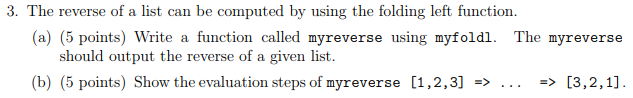 3. The reverse of a list can be computed by using the folding left function.
(a) (5 points) Write a function called myreverse using myfoldl. The myreverse
should output the reverse of a given list.
(b) (5 points) Show the evaluation steps of myreverse [1,2,3] => ... => [3,2,1].